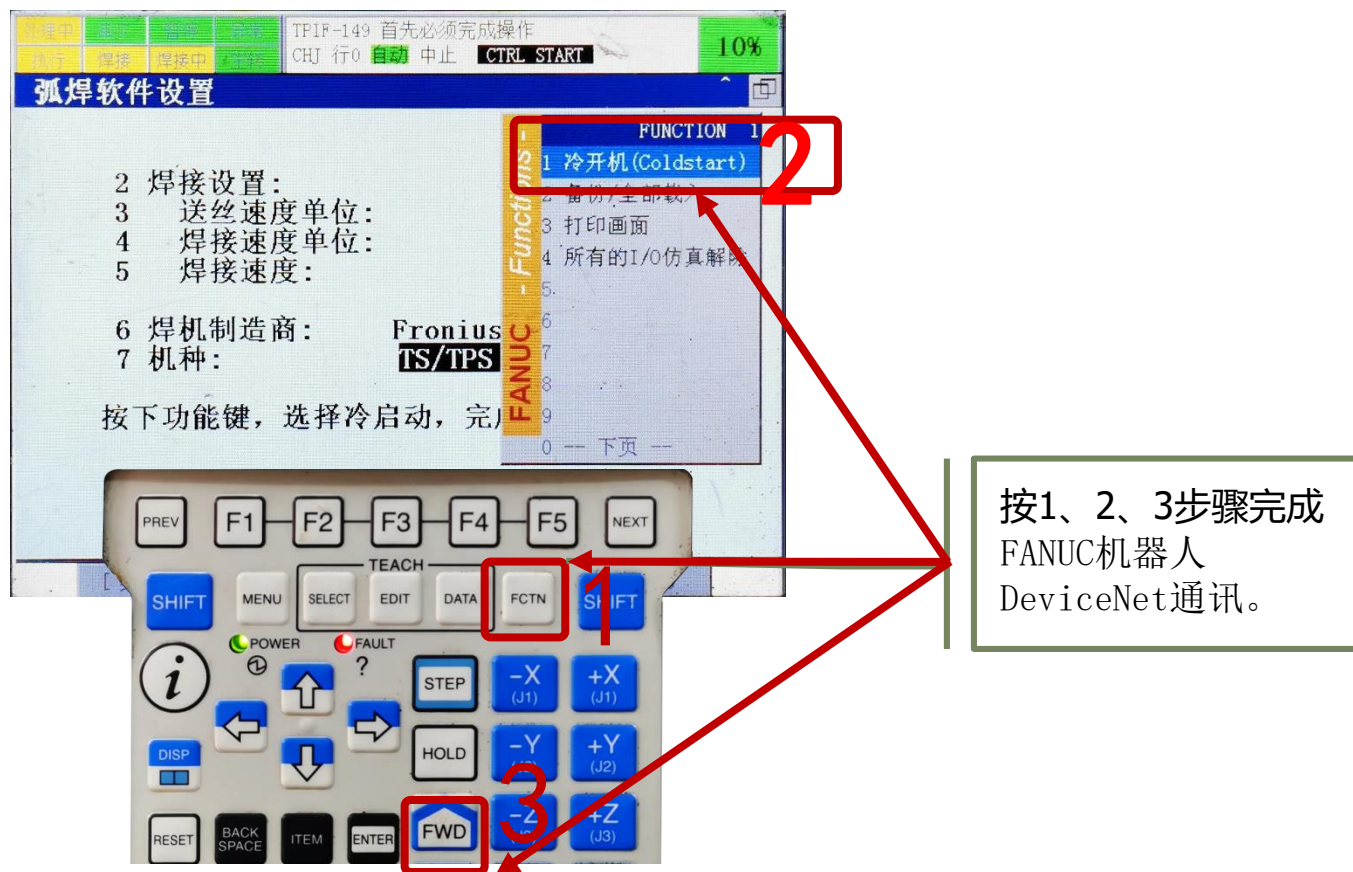 TPIF-149 首先必须完成操作
CHJ 行0 自动 中止 CTRL START
10%
弧焊软件设置
FUNCTION 1
1 冷开机(Coldstart)
2 备份/全部载入
3 打印画面
4 所有的I/O仿真解除
5
6
7
8
9
0 -- 下页 --
FANUC - Functions -
2 焊接设置:
3 送丝速度单位:
4 焊接速度单位:
5 焊接速度:
6 焊机制造商: Fronius
7 机种: TS/TPS
按下功能键，选择冷启动，完
2
PREV F1 F2 F3 F4 F5 NEXT
TEACH
SHIFT MENU SELECT EDIT DATA FCTN SHIFT
1
POWER FAULT
i ?
STEP -X (J1) +X (J1)
DISP HOLD -Y +Y (J2)
3
RESET BACK SPACE ITEM ENTER FWD -Z +Z (J3)
按1、2、3步骤完成
FANUC机器人
DeviceNet通讯。